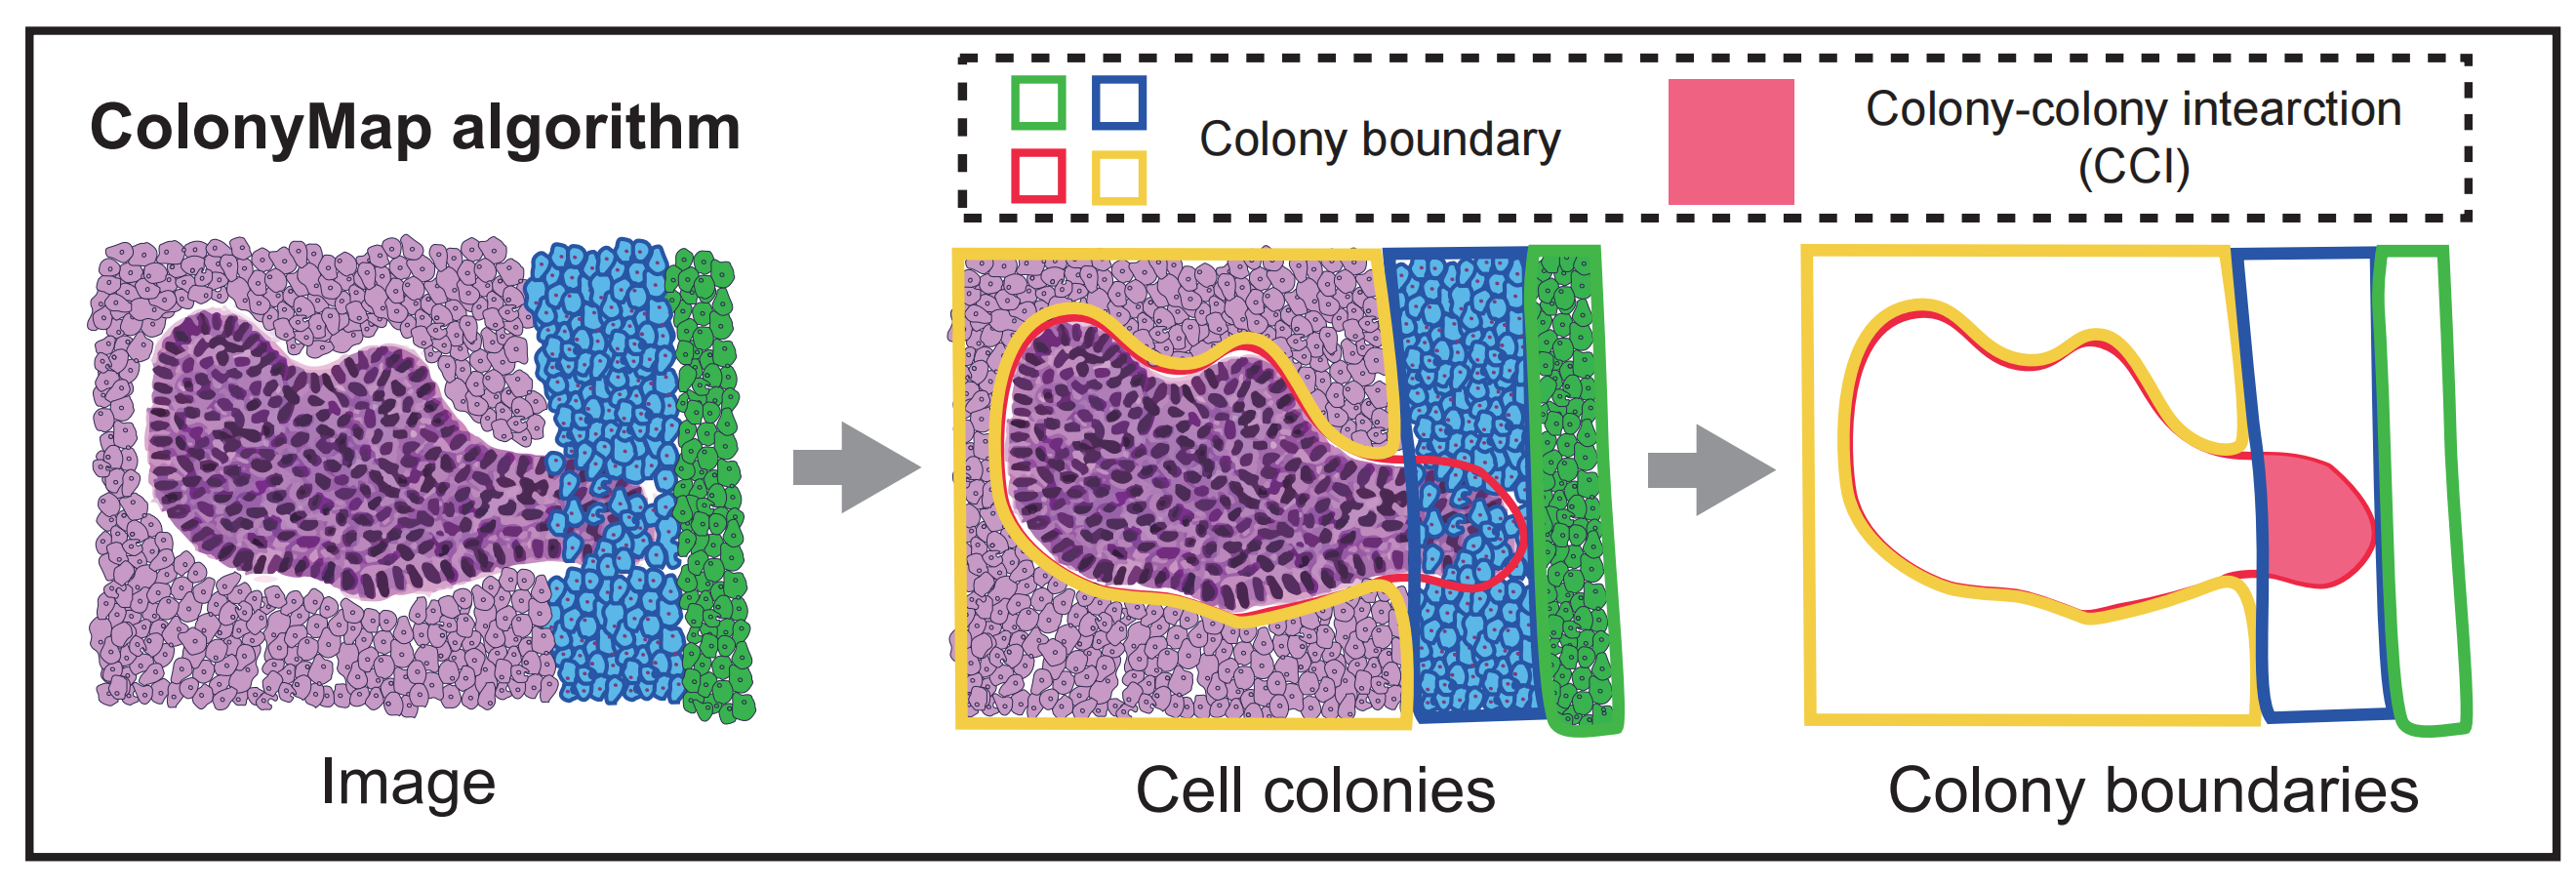 ColonyMap algorithm
Colony boundary
Colony-colony intearction
(CCI)
Image
Cell colonies
Colony boundaries